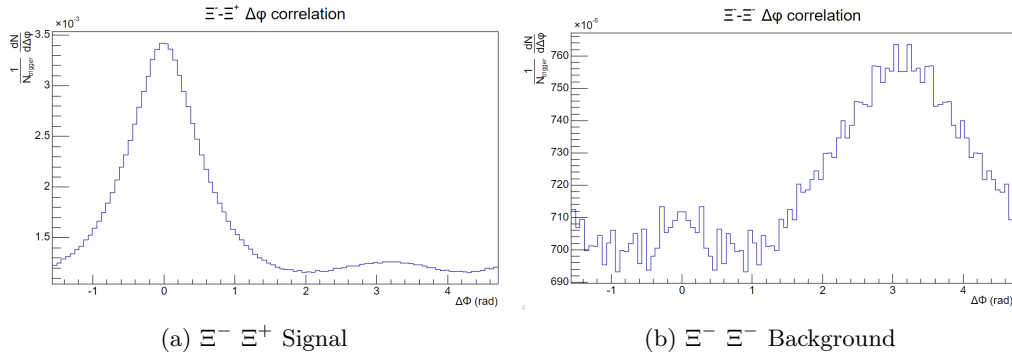 Ξ⁻-Ξ⁺ Δφ correlation
×10⁻³
1/N_trigger dN/dΔφ
3.5
3
2.5
2
1.5
-1 0 1 2 3 4
ΔΦ (rad)
(a) Ξ⁻ Ξ⁺ Signal
Ξ⁻-Ξ⁻ Δφ correlation
×10⁻⁶
1/N_trigger dN/dΔφ
760
750
740
730
720
710
700
690
-1 0 1 2 3 4
ΔΦ (rad)
(b) Ξ⁻ Ξ⁻ Background